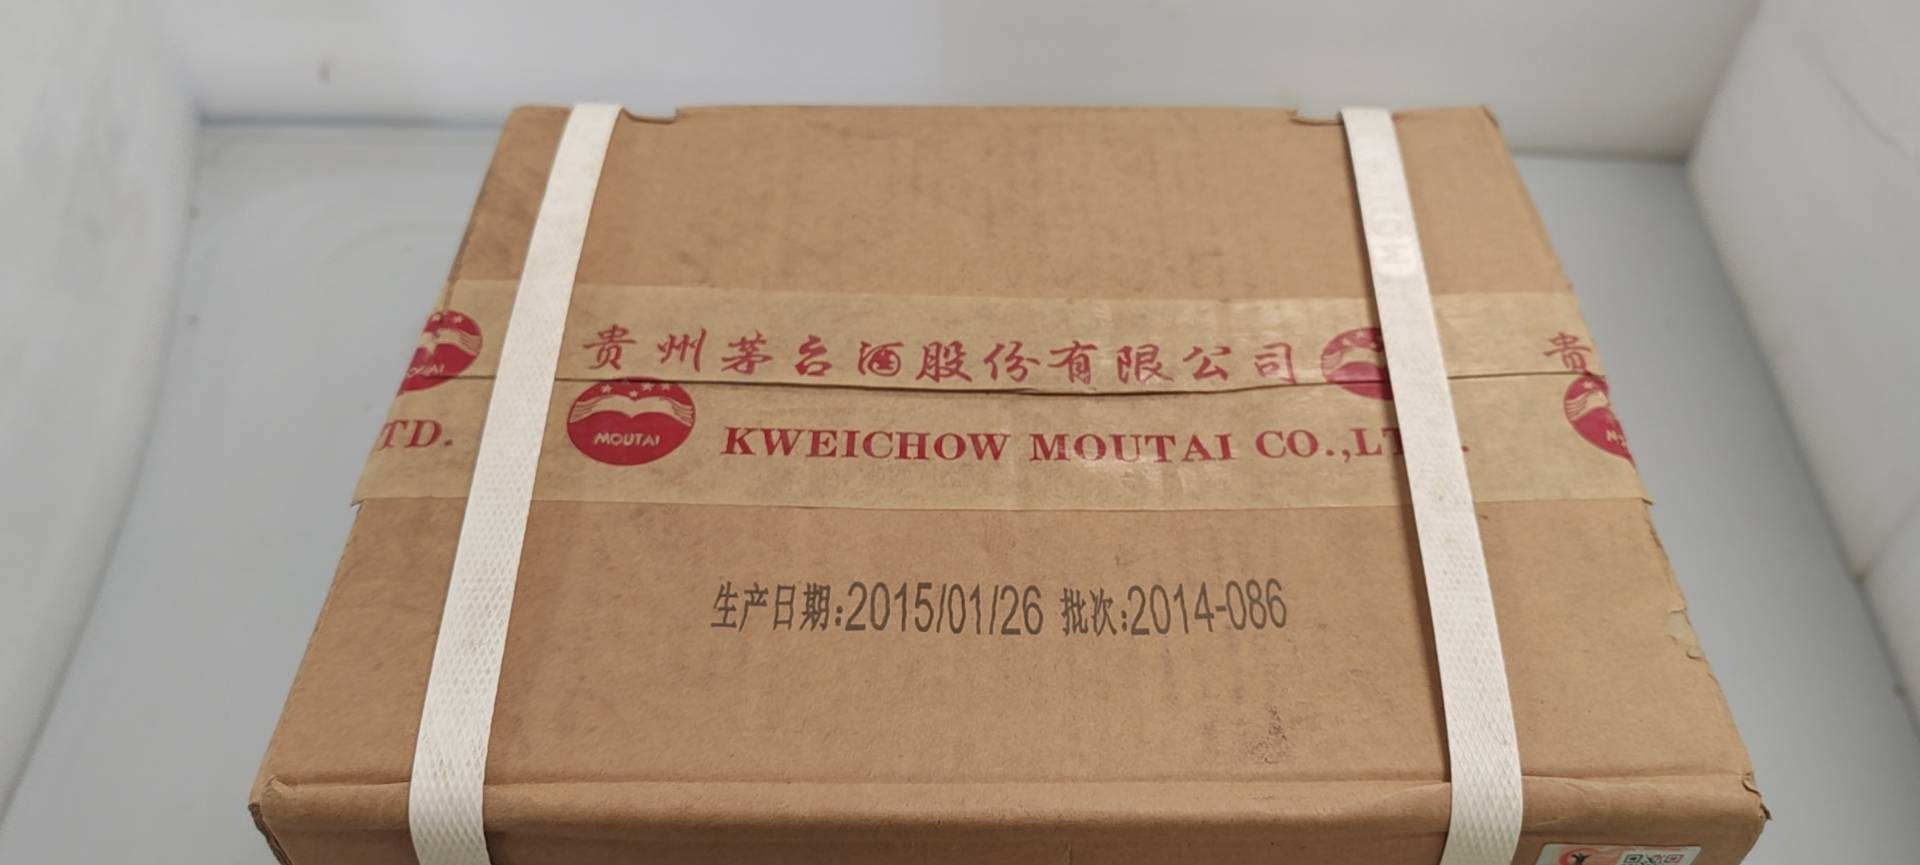 贵州茅台酒股份有限公司 贵
TD. MOUTAI KWEICHOW MOUTAI CO.,LT
生产日期:2015/01/26 批次:2014-086